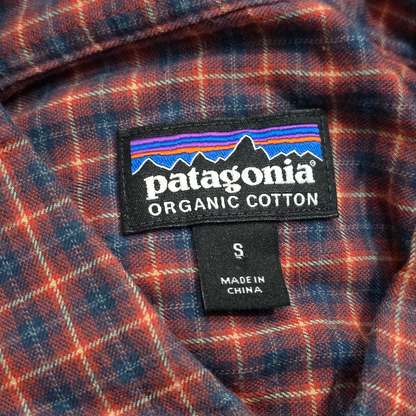 patagonia®
ORGANIC COTTON
S
MADE IN
CHINA